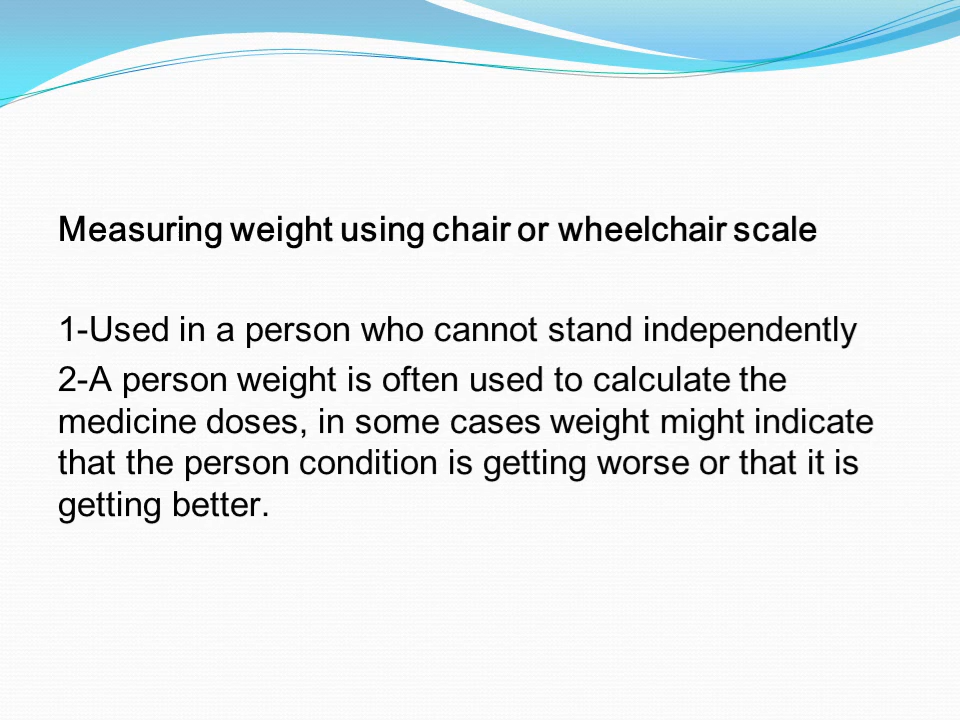 Measuring weight using chair or wheelchair scale
1-Used in a person who cannot stand independently
2-A person weight is often used to calculate the
medicine doses, in some cases weight might indicate
that the person condition is getting worse or that it is
getting better.